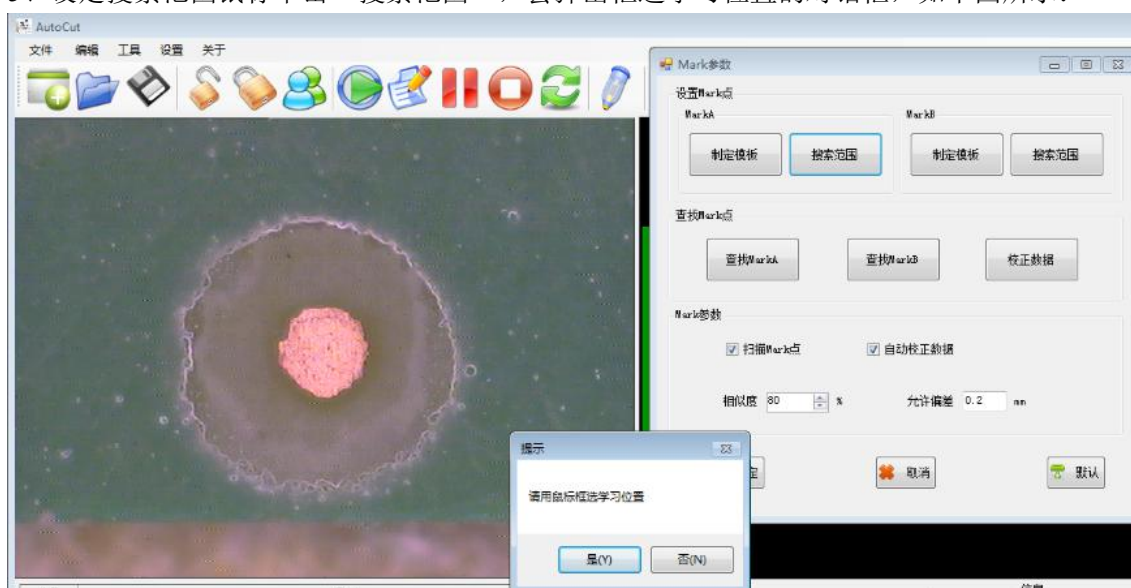 AutoCut
文件 编辑 工具 设置 关于
Mark参数
设置Mark点
MarkA MarkB
制定模板 搜索范围 制定模板 搜索范围
查找Mark点
查找MarkA 查找MarkB 校正数据
Mark参数
扫描Mark点 自动校正数据
相似度 80 % 允许偏差 0.2 mm
提示
取消 默认
请用鼠标框选学习位置
是(Y) 否(N)